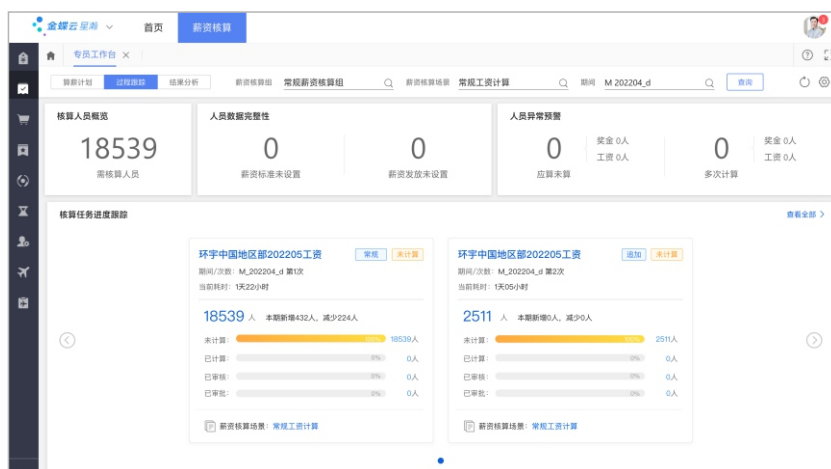 金蝶云星瀚 首页 薪资核算
专员工作台 ×
算薪计划 过程跟踪 结果分析 薪资核算组 常规薪资核算组 薪资核算场景 常规工资计算 期间 M 202204_d 查询
核算人员概览 人员数据完整性 人员异常预警
18539 0 0 0 奖金 0人 0 奖金 0人
工资 0人 工资 0人
需核算人员 薪资标准未设置 薪资发放未设置 应算未算 多次计算
核算任务进度跟踪 查看全部 >
环宇中国地区部202205工资 常规 未计算
期间/次数: M_202204_d 第1次
当前耗时: 1天22小时
18539 人 本期新增432人, 减少224人
未计算: 100% 18539人
已计算: 0% 0人
已审核: 0% 0人
已审批: 0% 0人
薪资核算场景: 常规工资计算
环宇中国地区部202205工资 追加 未计算
期间/次数: M_202204_d 第2次
当前耗时: 1天05小时
2511 人 本期新增0人, 减少0人
未计算: 100% 2511人
已计算: 0% 0人
已审核: 0% 0人
已审批: 0% 0人
薪资核算场景: 常规工资计算